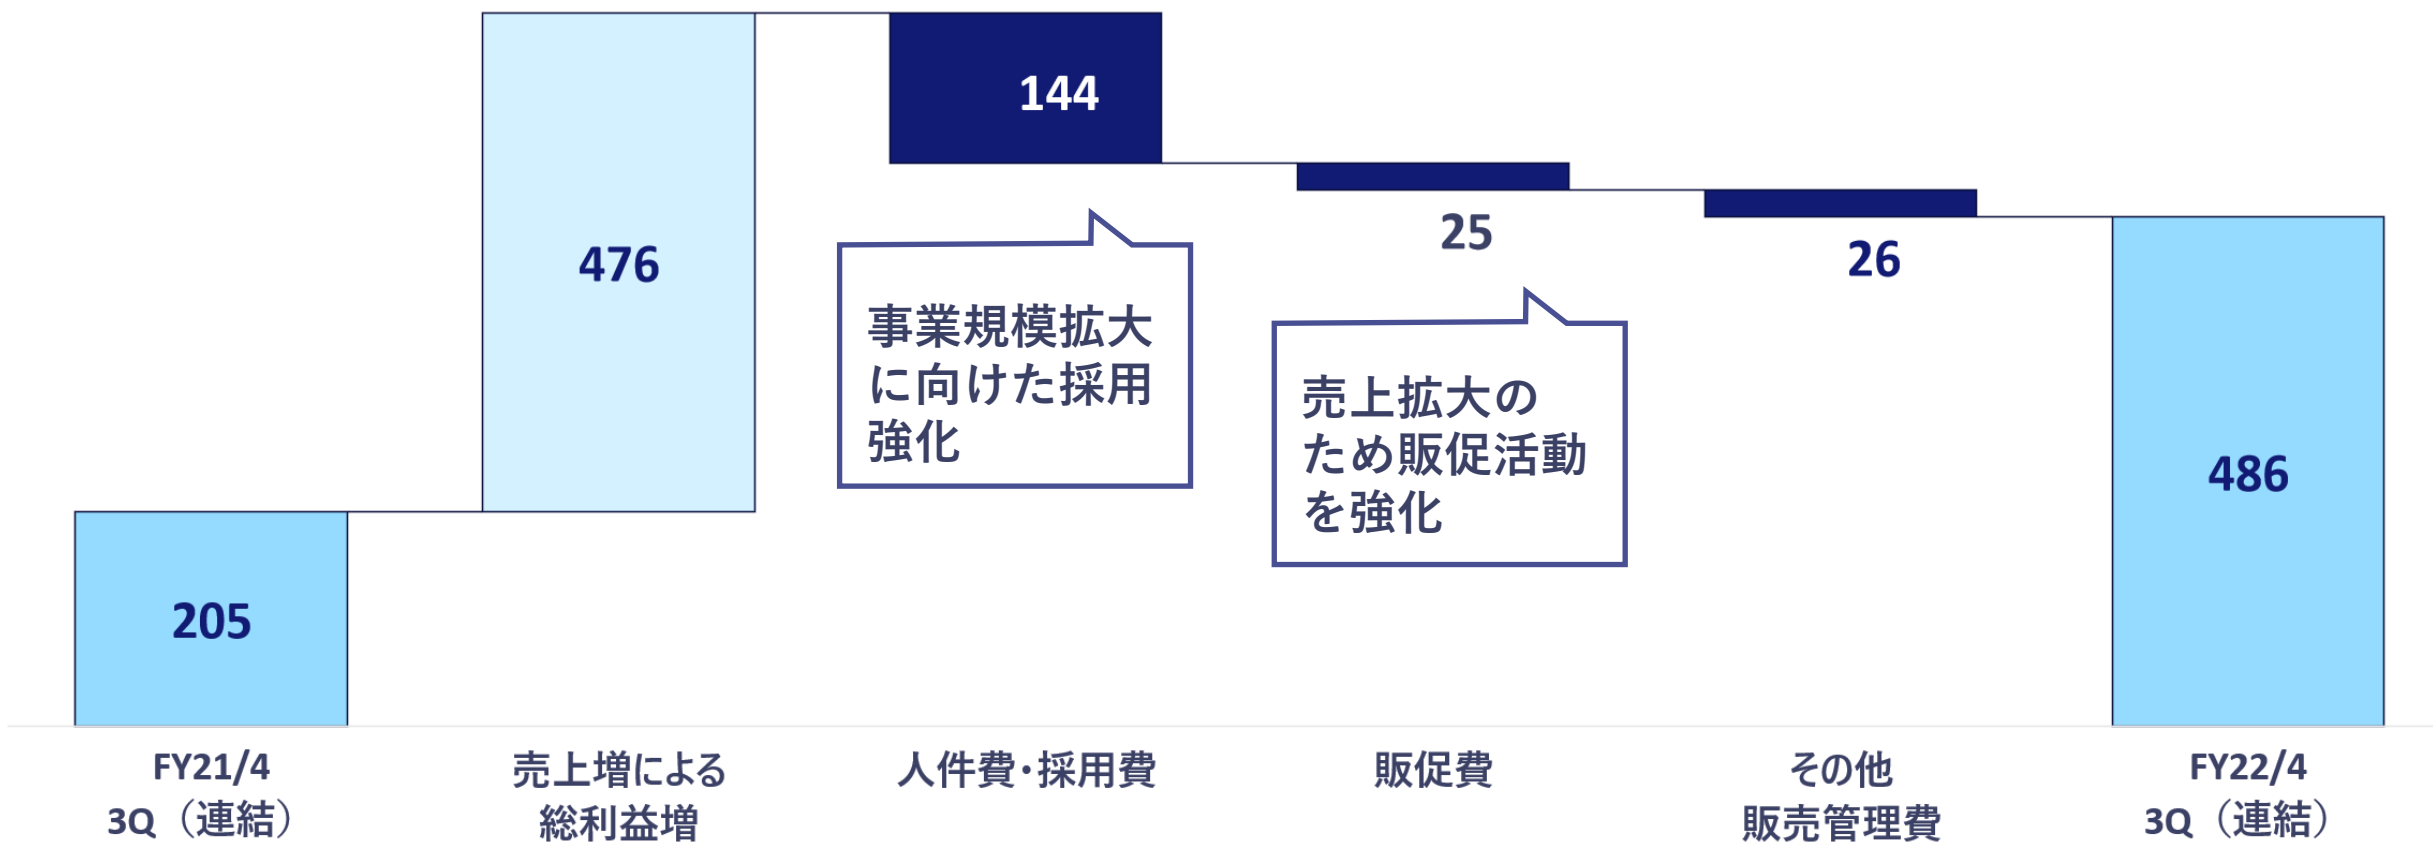 144
476
25
26
事業規模拡大
に向けた採用
強化
売上拡大の
ため販促活動
を強化
486
205
FY21/4
3Q（連結）
売上増による
総利益増
人件費・採用費
販促費
その他
販売管理費
FY22/4
3Q（連結）